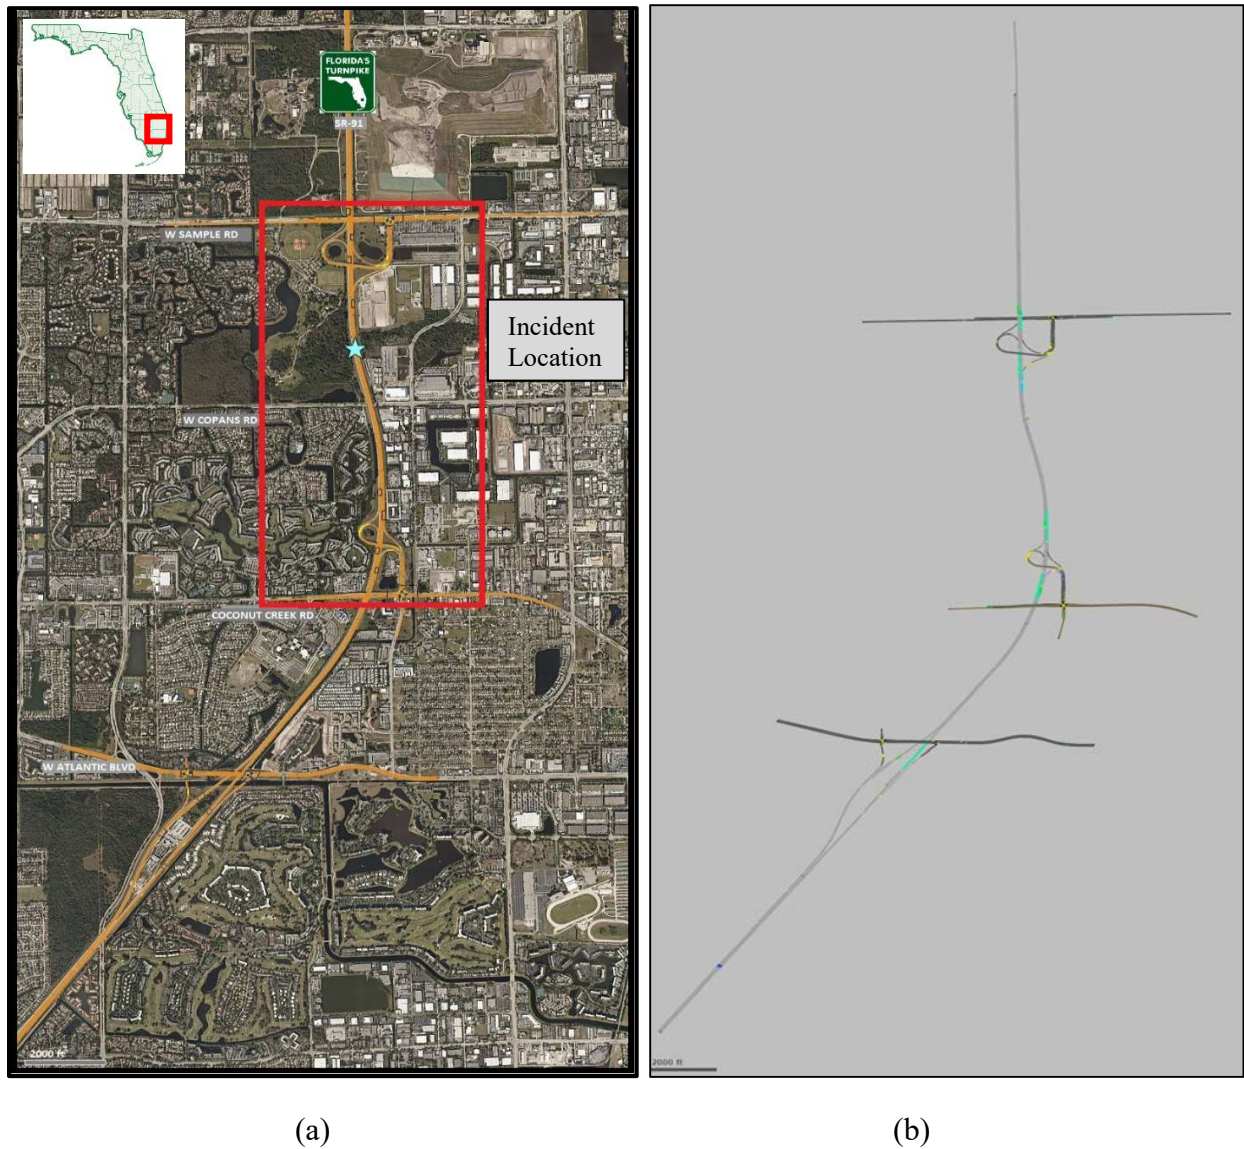 FLORIDA'S
TURNPIKE
SR-91
W SAMPLE RD
Incident
Location
W COPANS RD
COCONUT CREEK RD
W ATLANTIC BLVD
2000 ft
2000 ft
(a)
(b)